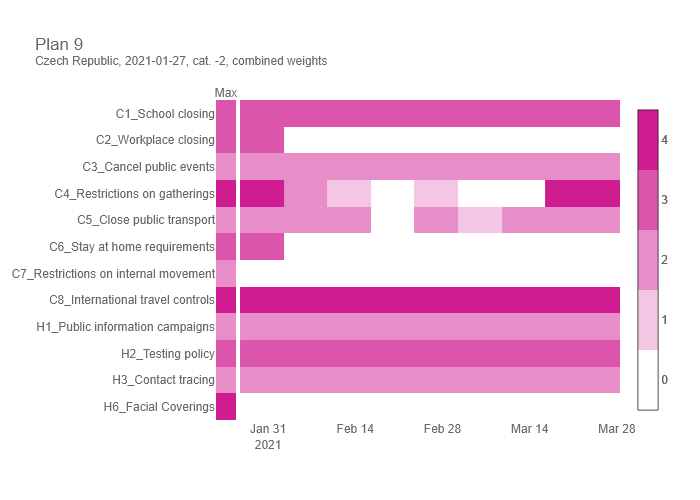 Plan 9
Czech Republic, 2021-01-27, cat. -2, combined weights
Max
C1_School closing
C2_Workplace closing
C3_Cancel public events
C4_Restrictions on gatherings
C5_Close public transport
C6_Stay at home requirements
C7_Restrictions on internal movement
C8_International travel controls
H1_Public information campaigns
H2_Testing policy
H3_Contact tracing
H6_Facial Coverings
4
3
2
1
0
Jan 31 Feb 14 Feb 28 Mar 14 Mar 28
2021